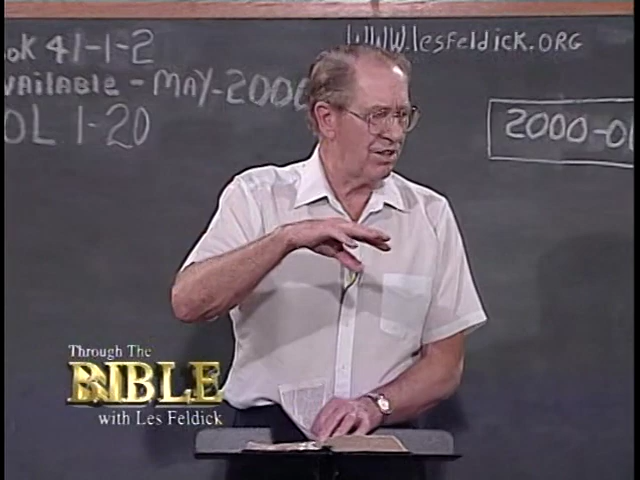 WWW.lesFeldick.ORG
ook 41-1-2
vailable - MAY-2000
OL 1-20
2000-0
Through The
BIBLE
with Les Feldick